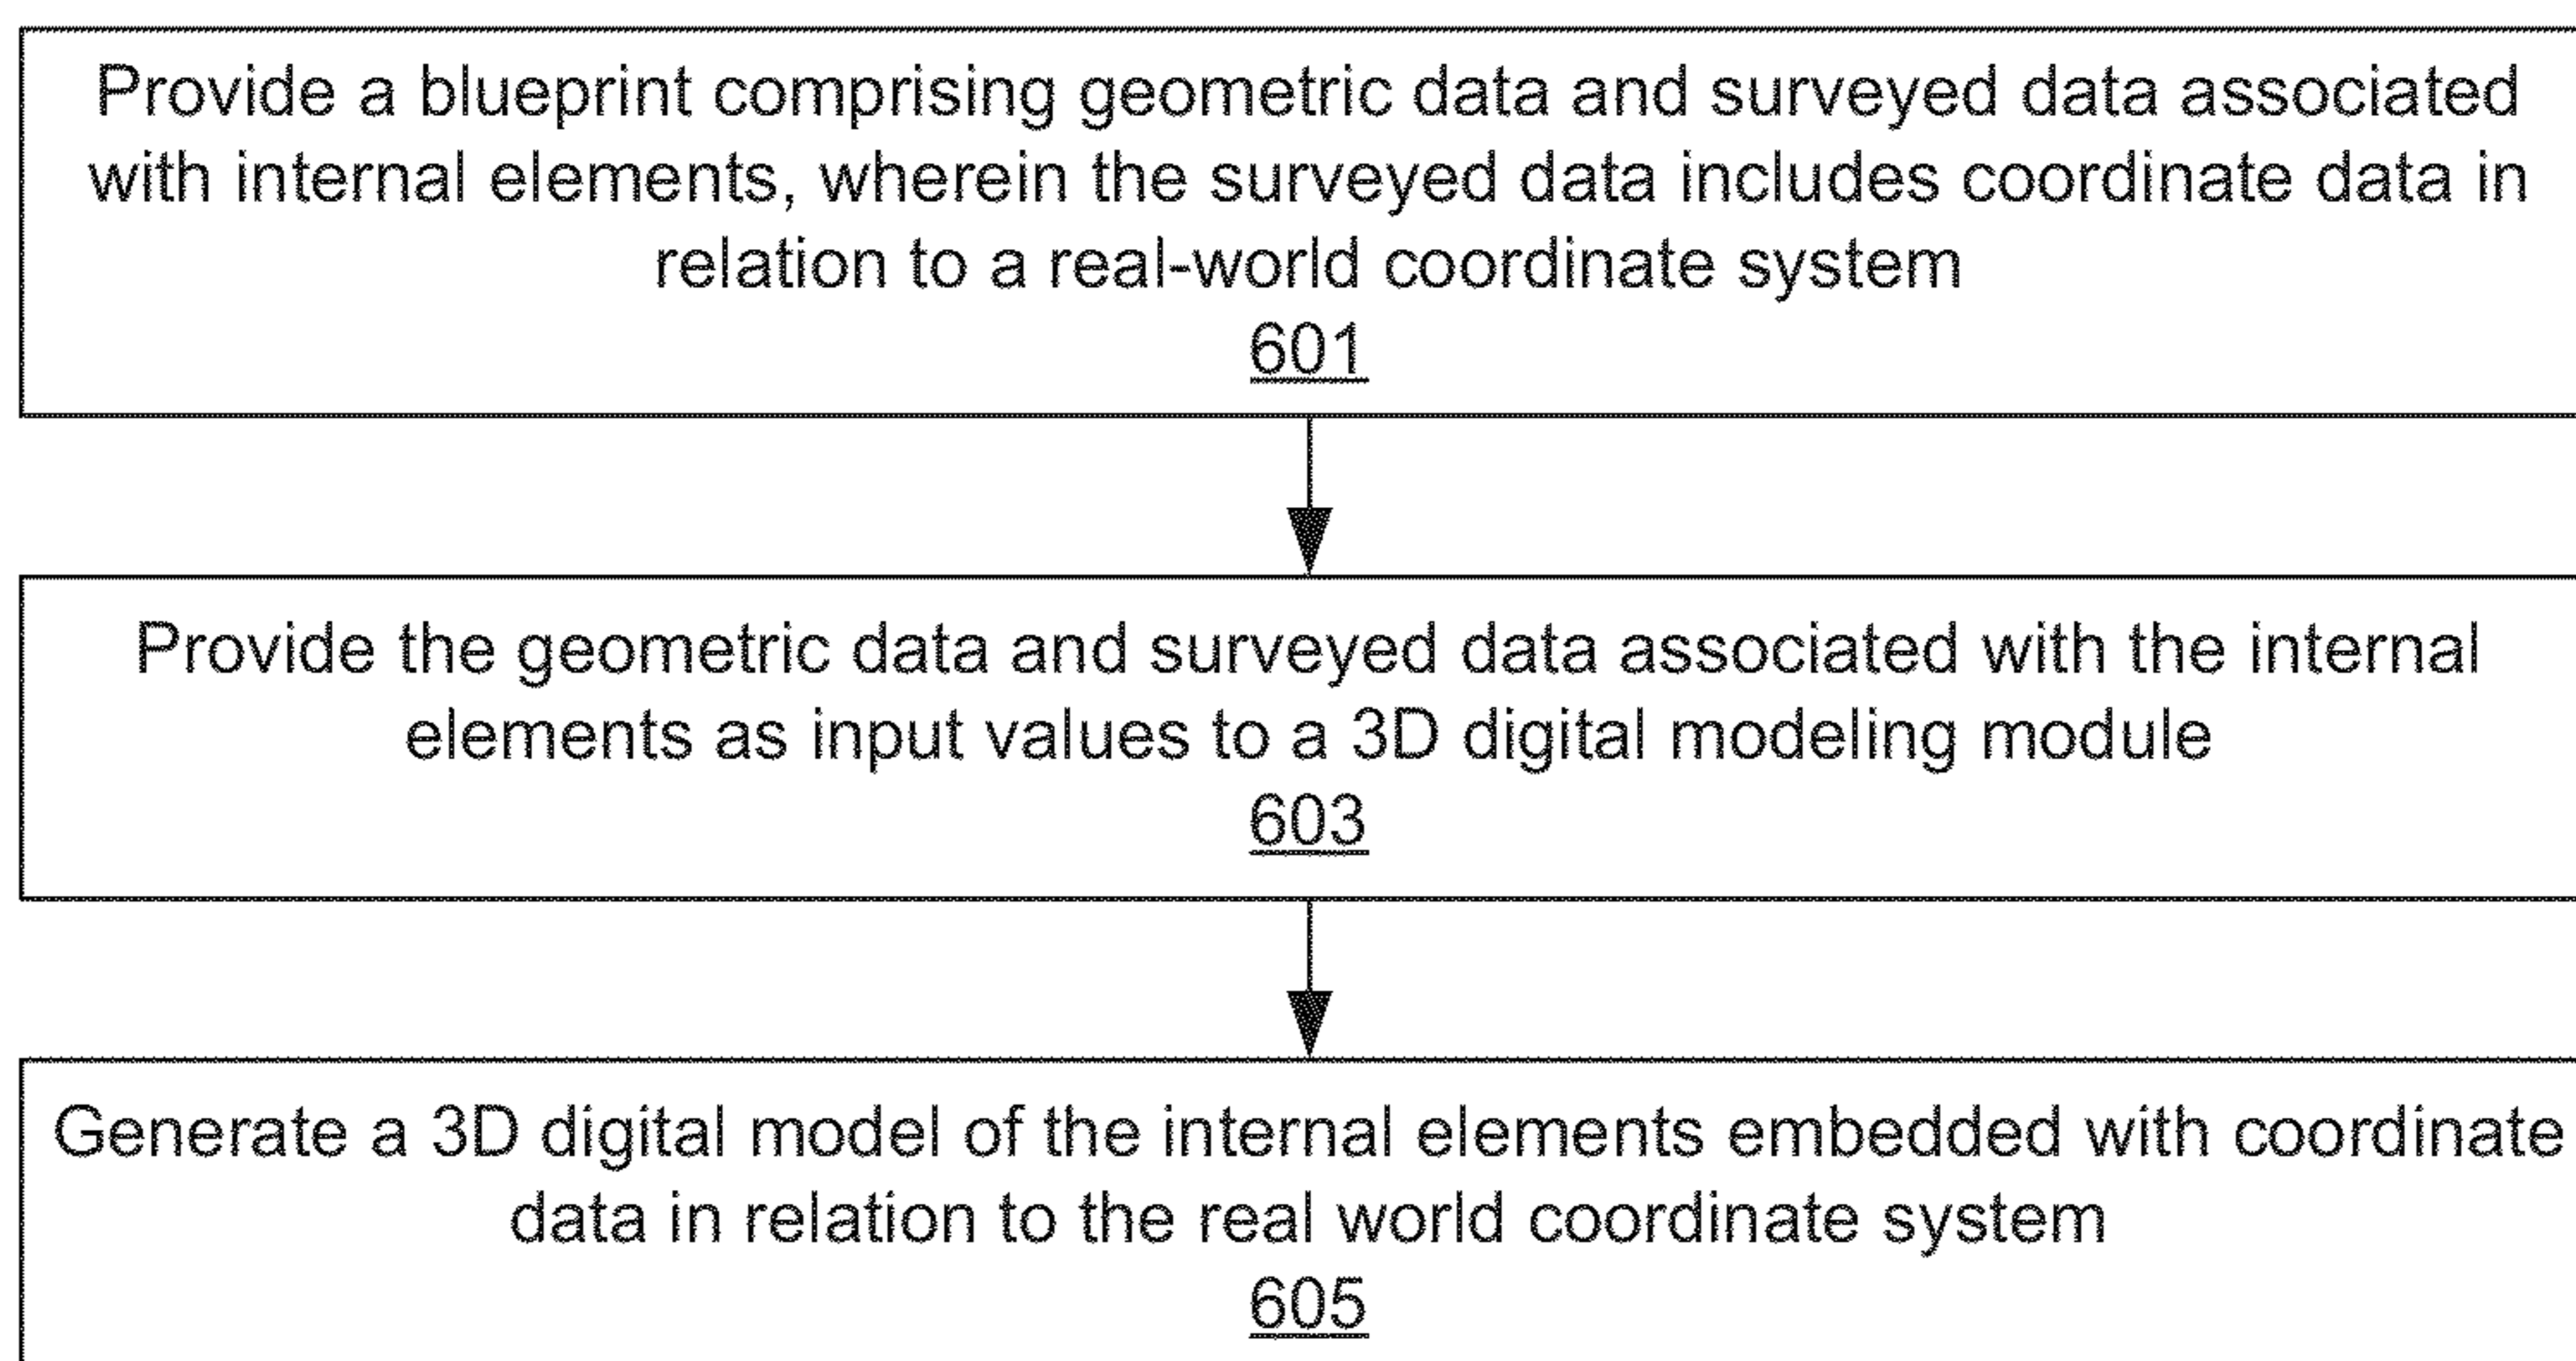 Provide a blueprint comprising geometric data and surveyed data associated
with internal elements, wherein the surveyed data includes coordinate data in
relation to a real-world coordinate system
601
Provide the geometric data and surveyed data associated with the internal
elements as input values to a 3D digital modeling module
603
Generate a 3D digital model of the internal elements embedded with coordinate
data in relation to the real world coordinate system
605